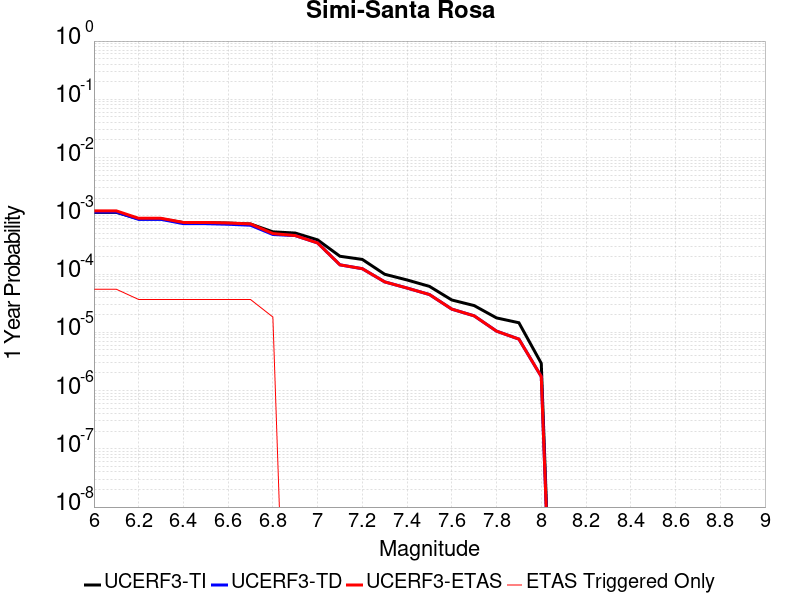 Simi-Santa Rosa
10^0
10^-1
10^-2
10^-3
10^-4
10^-5
10^-6
10^-7
10^-8
1 Year Probability
6 6.2 6.4 6.6 6.8 7 7.2 7.4 7.6 7.8 8 8.2 8.4 8.6 8.8 9
Magnitude
UCERF3-TI UCERF3-TD UCERF3-ETAS ETAS Triggered Only